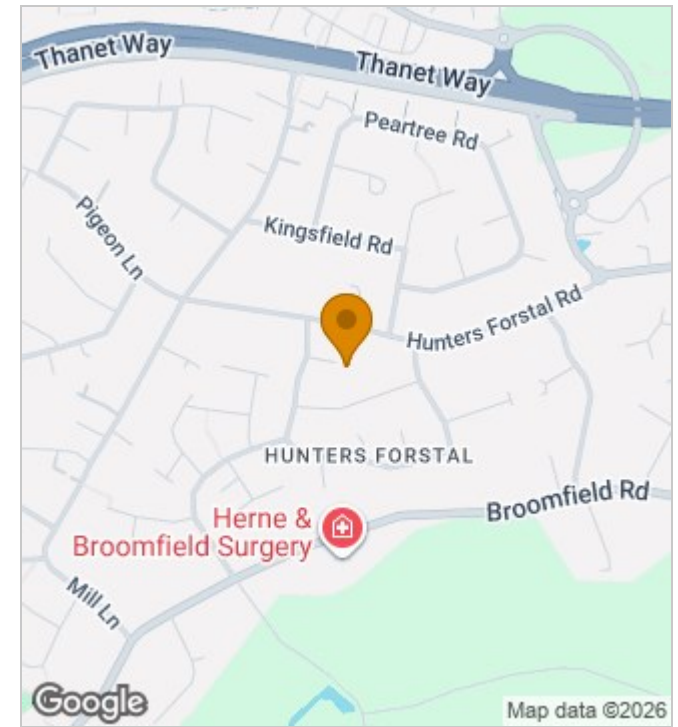 Thanet Way
Thanet Way
Peartree Rd
Pigeon Ln
Kingsfield Rd
Hunters Forstal Rd
HUNTERS FORSTAL
Broomfield Rd
Herne &
Broomfield Surgery
Mill Ln
Google
Map data ©2026